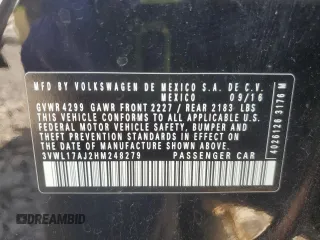 MFD. BY VOLKSWAGEN DE MEXICO S.A. DE C.V.
MEXICO 09/16
GVWR 4299 GAWR FRONT 2227 / REAR 2183 LBS
THIS VEHICLE CONFORMS TO ALL APPLICABLE
FEDERAL MOTOR VEHICLE SAFETY, BUMPER AND
THEFT PREVENTION STANDARDS IN EFFECT ON
THE DATE OF MANUFACTURE SHOWN ABOVE.
3VWL17AJ2HM248279 PASSENGER CAR
4026126 3176 M
DREAMBID